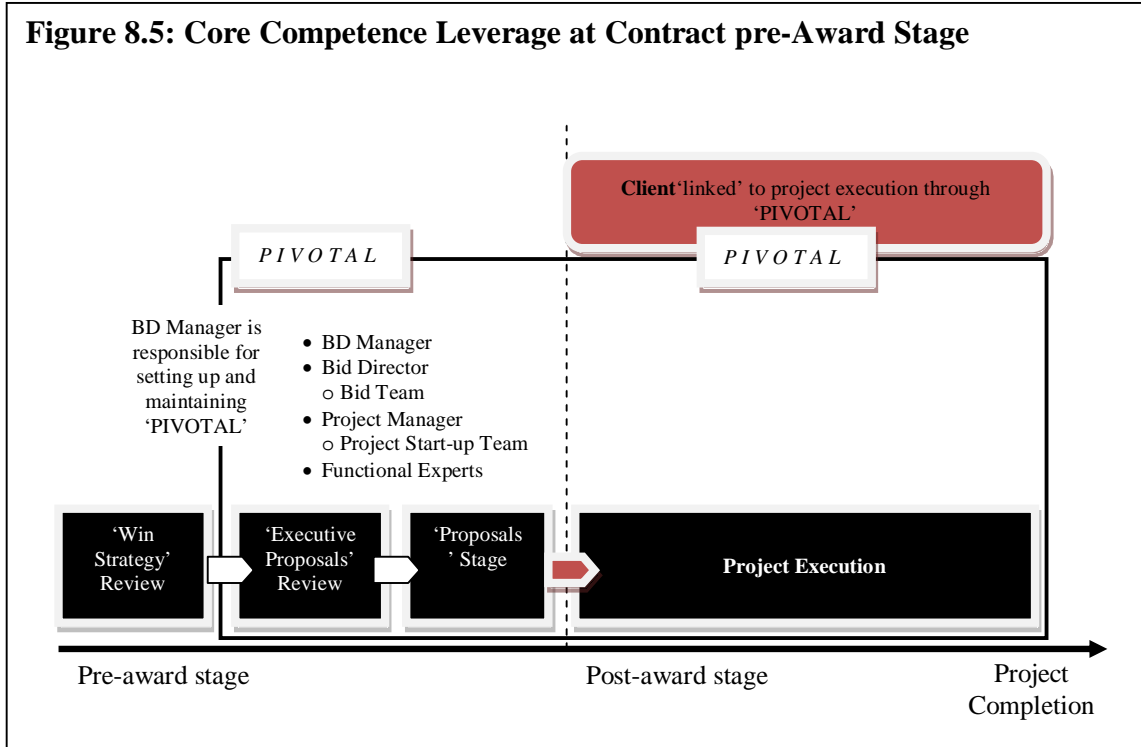 Figure 8.5: Core Competence Leverage at Contract pre-Award Stage
Client‘linked’ to project execution through
‘PIVOTAL’
PIVOTAL
PIVOTAL
BD Manager is
responsible for
setting up and
maintaining
‘PIVOTAL’
• BD Manager
• Bid Director
o Bid Team
• Project Manager
o Project Start-up Team
• Functional Experts
‘Win
Strategy’
Review
‘Executive
Proposals’
Review
‘Proposals
’ Stage
Project Execution
Pre-award stage
Post-award stage
Project
Completion